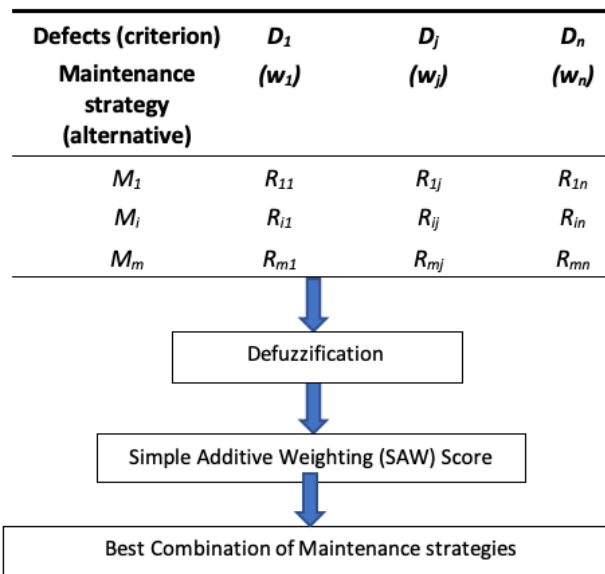 Defects (criterion) D1 Dj Dn
Maintenance (w1) (wj) (wn)
strategy
(alternative)
M1 R11 R1j R1n
Mi Ri1 Rij Rin
Mm Rm1 Rmj Rmn
Defuzzification
Simple Additive Weighting (SAW) Score
Best Combination of Maintenance strategies